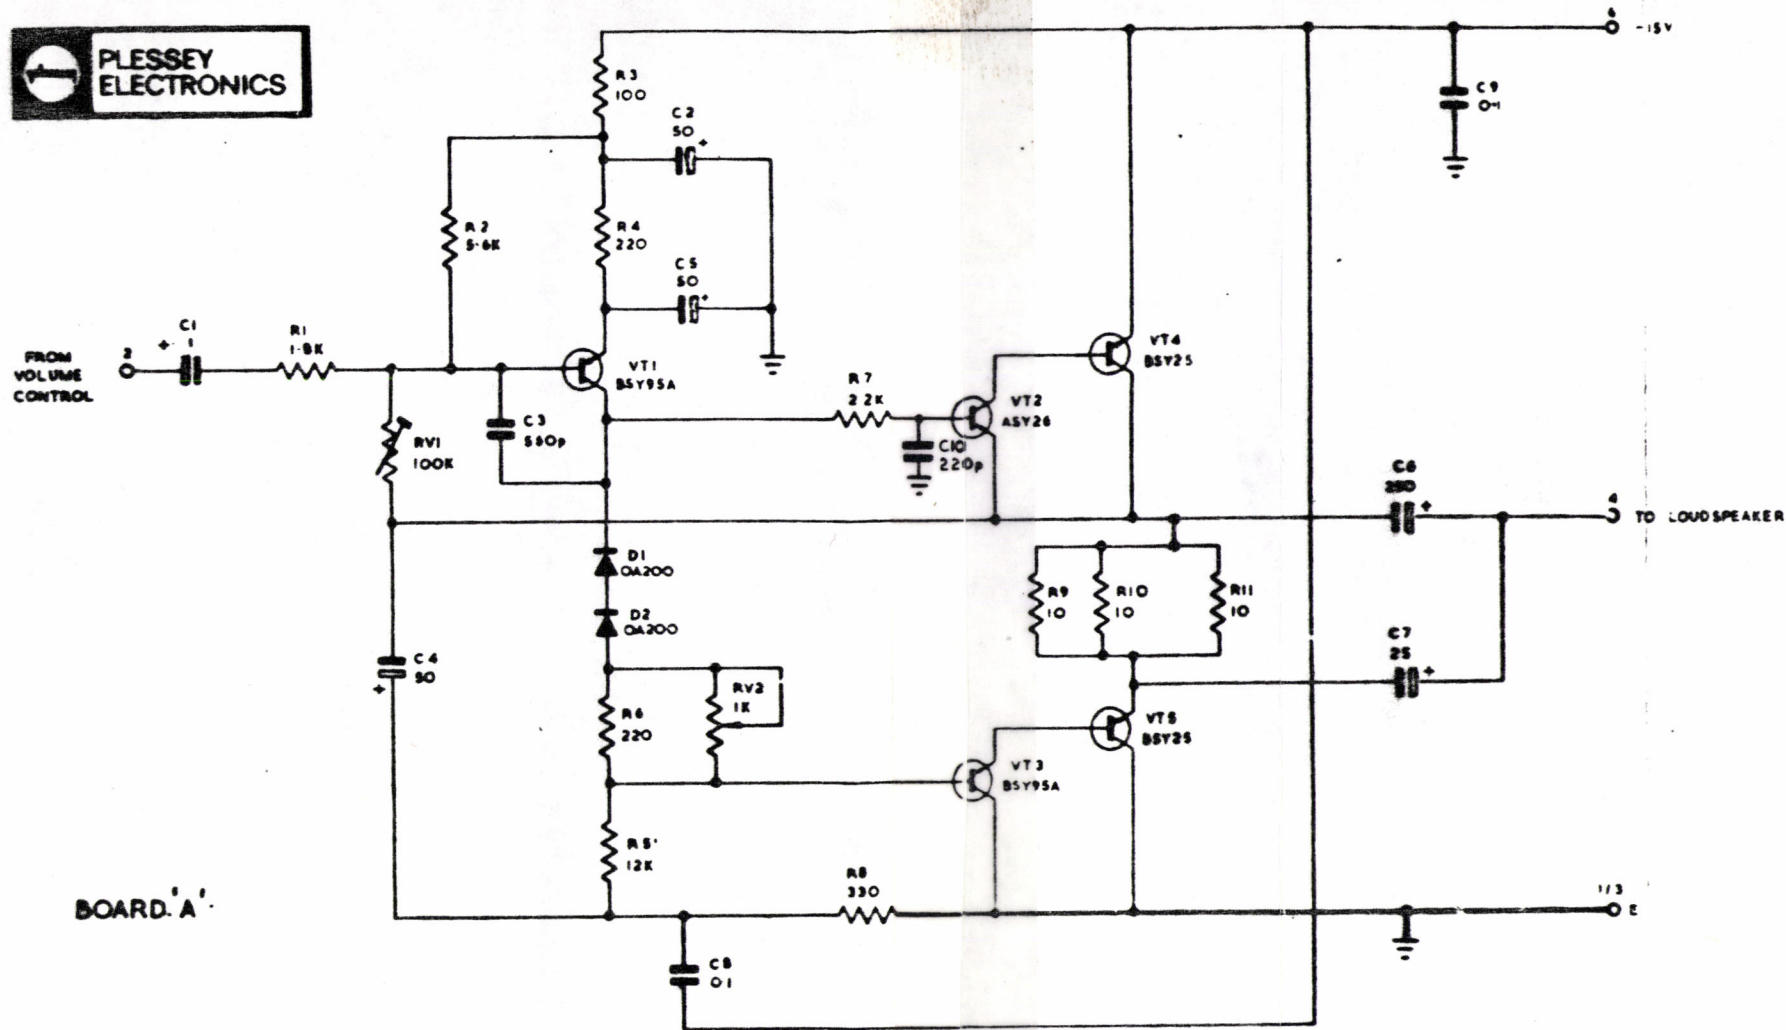 PLESSEY
ELECTRONICS
6
-15V
R3
100
C2
50
+
C9
0·1
R2
5·6K
R4
220
C5
50
+
C1
1
+
R1
1·8K
2
FROM
VOLUME
CONTROL
VT1
BSY95A
VT4
BSY25
R7
2·2K
VT2
ASY26
C3
560p
C10
220p
RV1
100K
C6
250
+
4
TO LOUDSPEAKER
D1
OA200
R9
10
R10
10
R11
10
D2
OA200
C4
50
+
C7
25
+
RV2
1K
R6
220
VT5
BSY25
VT3
BSY95A
R5
12K
R8
330
BOARD 'A'
1/3
E
C8
0·1